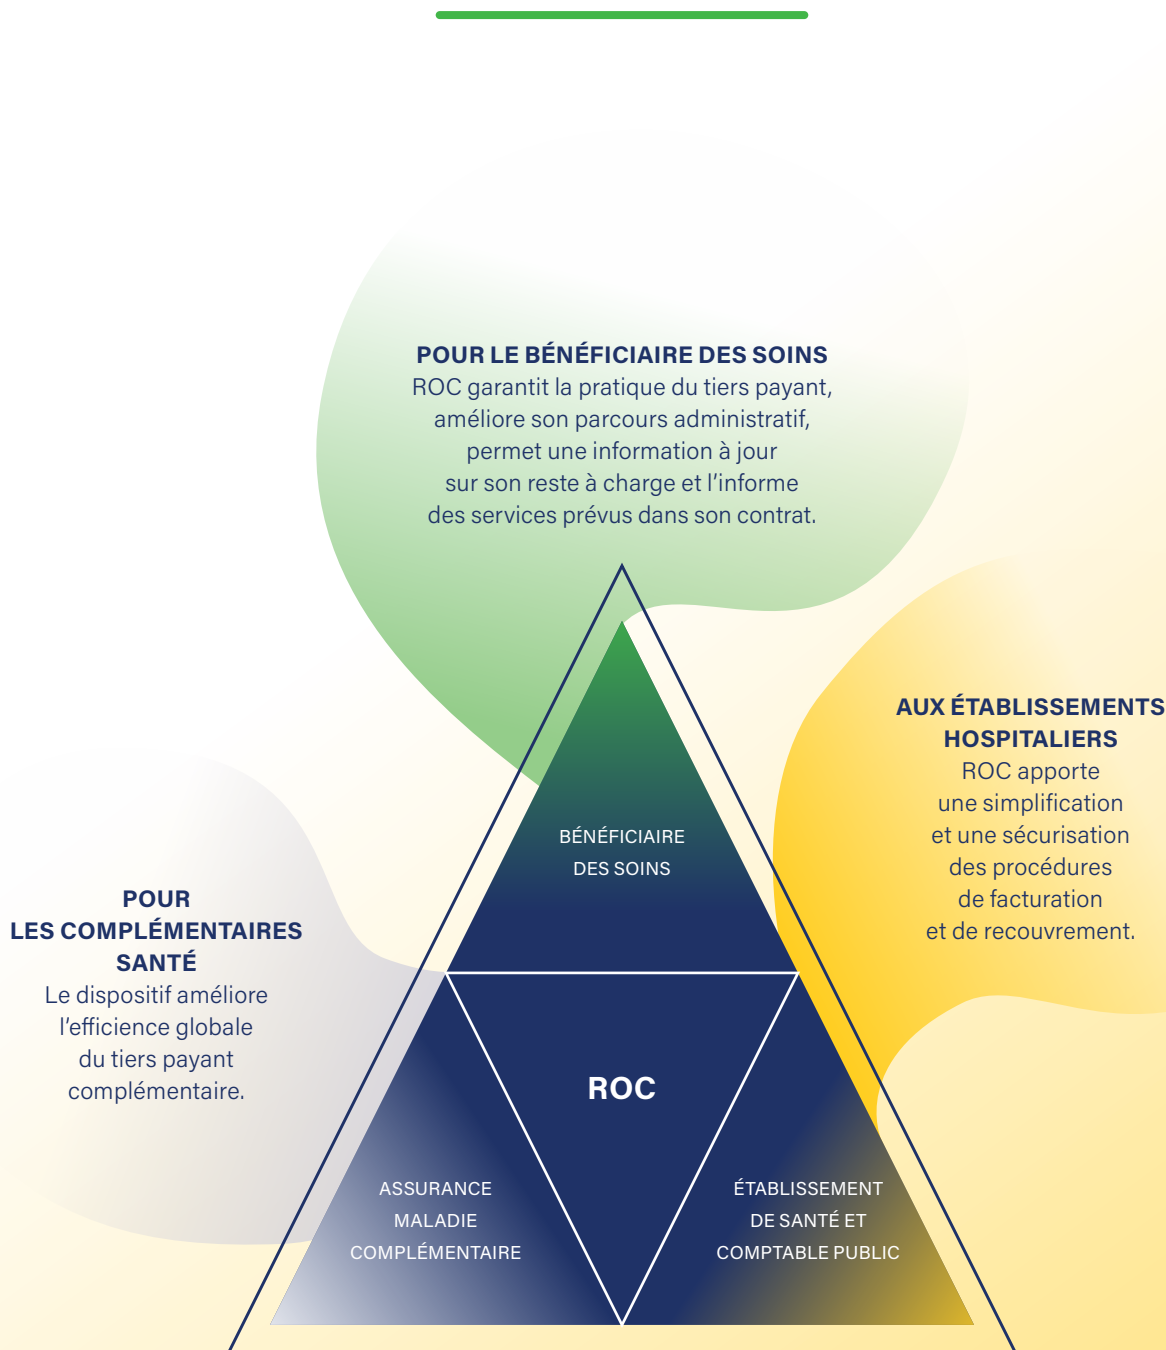 POUR LE BÉNÉFICIAIRE DES SOINS
ROC garantit la pratique du tiers payant,
améliore son parcours administratif,
permet une information à jour
sur son reste à charge et l'informe
des services prévus dans son contrat.
AUX ÉTABLISSEMENTS
HOSPITALIERS
ROC apporte
une simplification
et une sécurisation
des procédures
de facturation
et de recouvrement.
POUR
LES COMPLÉMENTAIRES
SANTÉ
Le dispositif améliore
l'efficience globale
du tiers payant
complémentaire.
BÉNÉFICIAIRE
DES SOINS
ROC
ASSURANCE
MALADIE
COMPLÉMENTAIRE
ÉTABLISSEMENT
DE SANTÉ ET
COMPTABLE PUBLIC